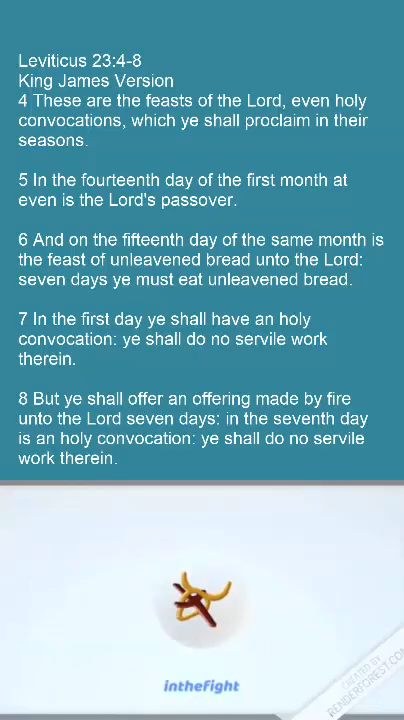 Leviticus 23:4-8
King James Version
4 These are the feasts of the Lord, even holy
convocations, which ye shall proclaim in their
seasons.
5 In the fourteenth day of the first month at
even is the Lord's passover.
6 And on the fifteenth day of the same month is
the feast of unleavened bread unto the Lord:
seven days ye must eat unleavened bread.
7 In the first day ye shall have an holy
convocation: ye shall do no servile work
therein.
8 But ye shall offer an offering made by fire
unto the Lord seven days: in the seventh day
is an holy convocation: ye shall do no servile
work therein.
inthefight
CREATED BY
RENDERFOREST.COM